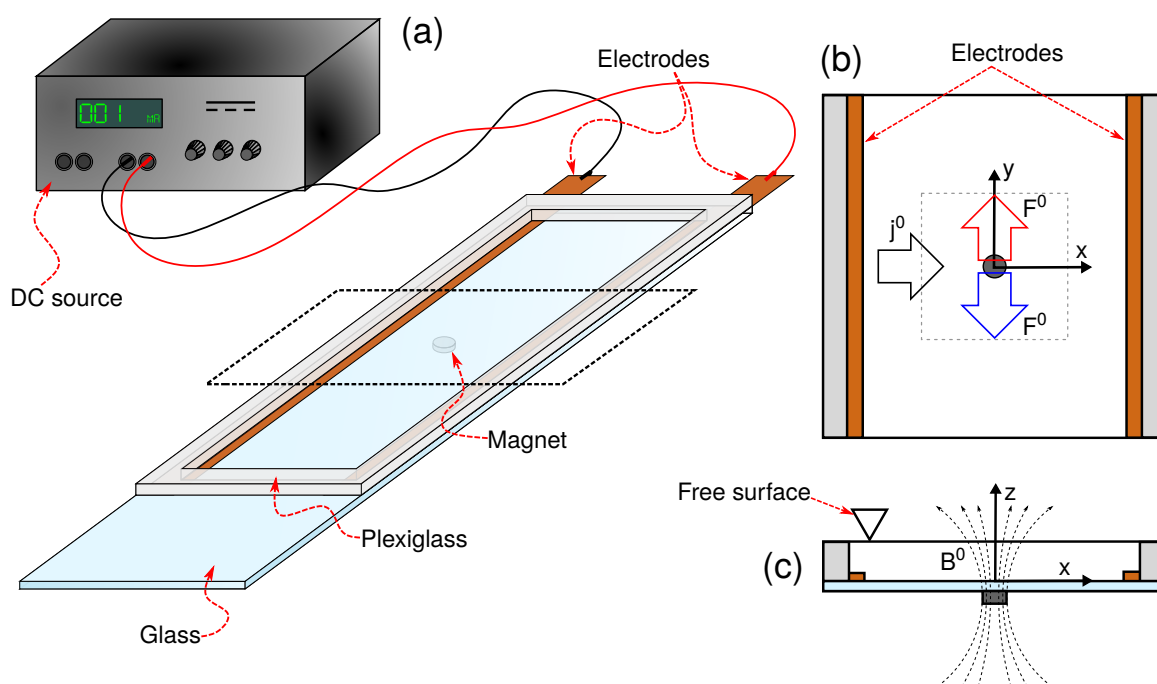 (a)
001 mA
DC source
Electrodes
Magnet
Plexiglass
Glass
(b)
Electrodes
y
F⁰
j⁰
x
F⁰
Free surface
z
(c)
B⁰
x